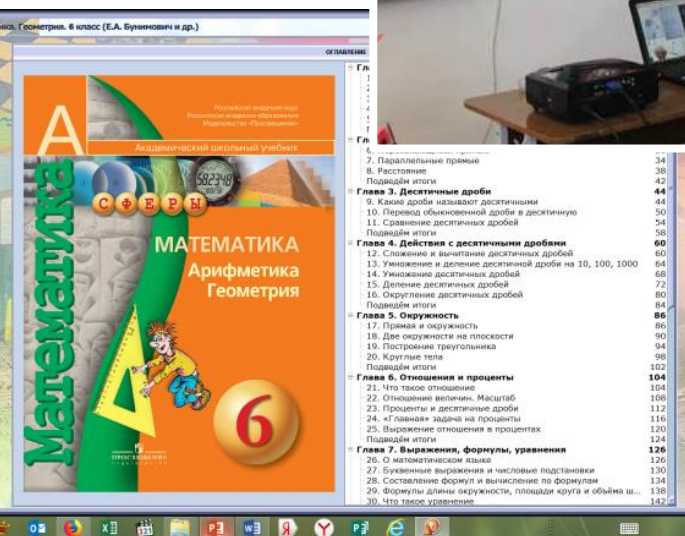 ика. Геометрия. 6 класс (Е.А. Бунимович и др.)
ОГЛАВЛЕНИЕ
Российская академия наук
Российская академия образования
Издательство «Просвещение»
Академический школьный учебник
А
Математика
СФЕРЫ
МАТЕМАТИКА
Арифметика
Геометрия
6
ПРОСВЕЩЕНИЕ
ИЗДАТЕЛЬСТВО
7. Параллельные прямые 34
8. Расстояние 38
Подведём итоги 42
Глава 3. Десятичные дроби 44
9. Какие дроби называют десятичными 44
10. Перевод обыкновенной дроби в десятичную 50
11. Сравнение десятичных дробей 54
Подведём итоги 58
Глава 4. Действия с десятичными дробями 60
12. Сложение и вычитание десятичных дробей 60
13. Умножение и деление десятичной дроби на 10, 100, 1000 64
14. Умножение десятичных дробей 68
15. Деление десятичных дробей 72
16. Округление десятичных дробей 80
Подведём итоги 84
Глава 5. Окружность 86
17. Прямая и окружность 86
18. Две окружности на плоскости 90
19. Построение треугольника 94
20. Круглые тела 98
Подведём итоги 102
Глава 6. Отношения и проценты 104
21. Что такое отношение 104
22. Отношение величин. Масштаб 108
23. Проценты и десятичные дроби 112
24. «Главная» задача на проценты 116
25. Выражение отношения в процентах 120
Подведём итоги 124
Глава 7. Выражения, формулы, уравнения 126
26. О математическом языке 126
27. Буквенные выражения и числовые подстановки 130
28. Составление формул и вычисление по формулам 134
29. Формулы длины окружности, площади круга и объёма ш... 138
30. Что такое уравнение 142